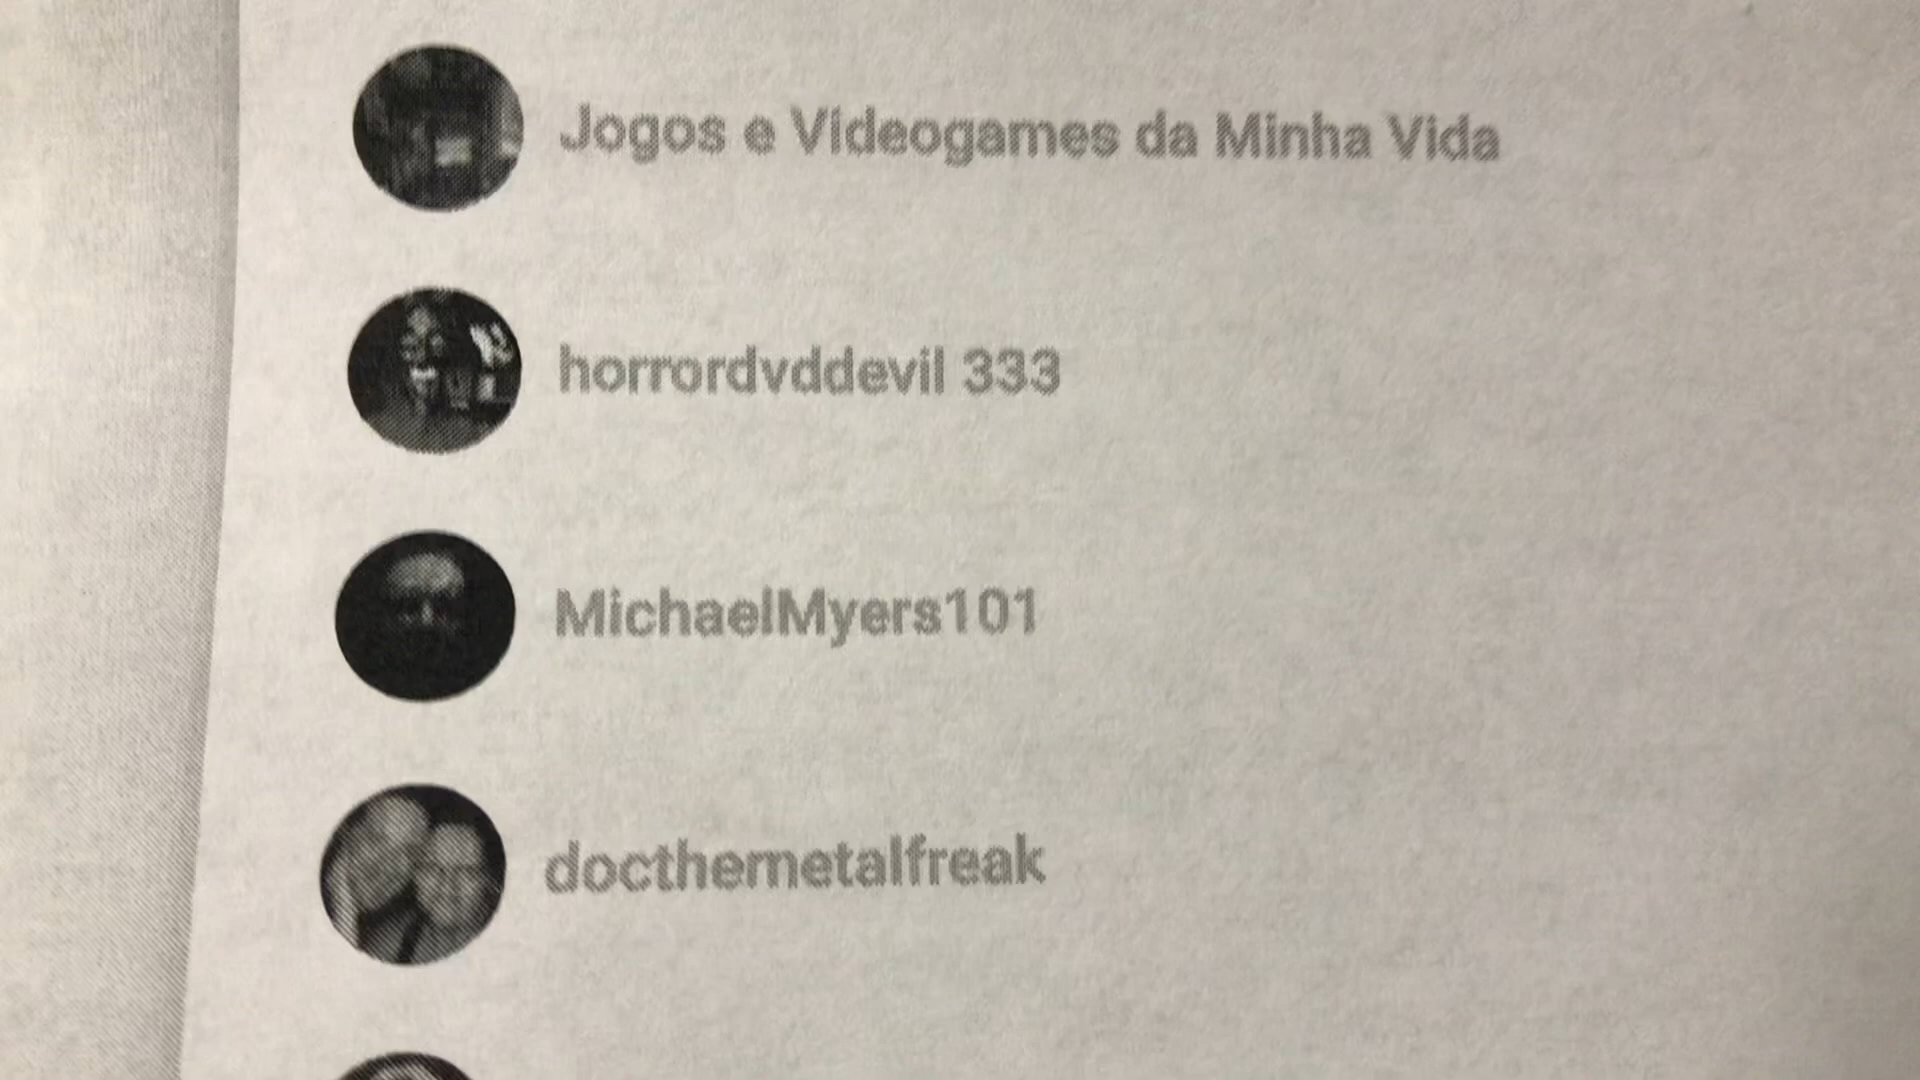 Jogos e Videogames da Minha Vida
horrordvddevil 333
MichaelMyers101
docthemetalfreak